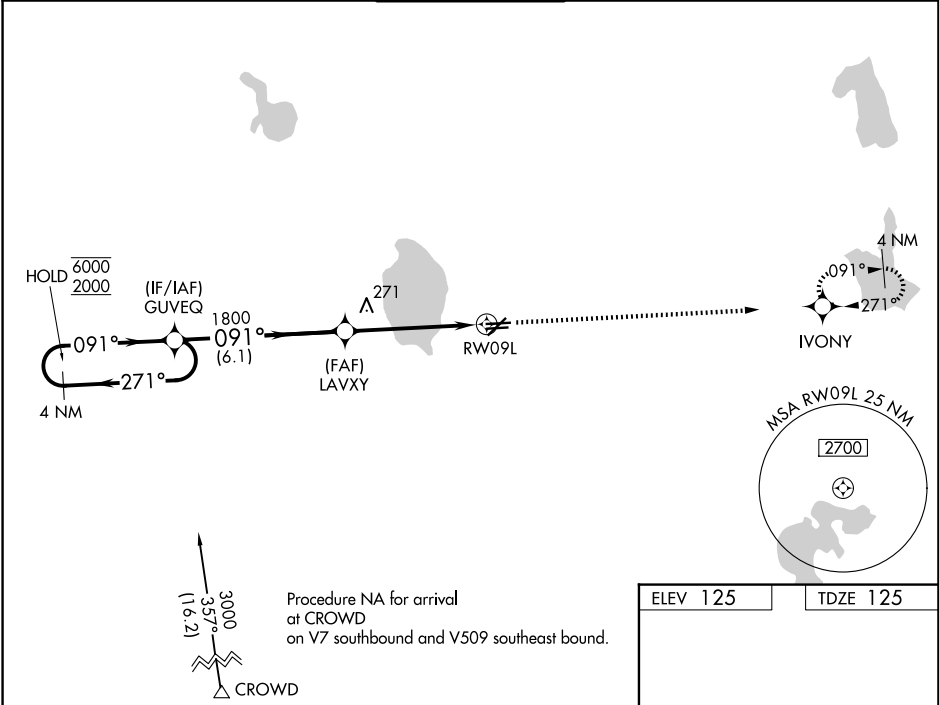 HOLD 6000
2000
(IF/IAF)
GUVEQ
1800
091°
(6.1)
091°
271°
4 NM
(FAF)
LAVXY
271
RW09L
4 NM
091°
271°
IVONY
MSA RW09L 25 NM
2700
3000
357°
(16.2)
CROWD
Procedure NA for arrival
at CROWD
on V7 southbound and V509 southeast bound.
ELEV 125
TDZE 125